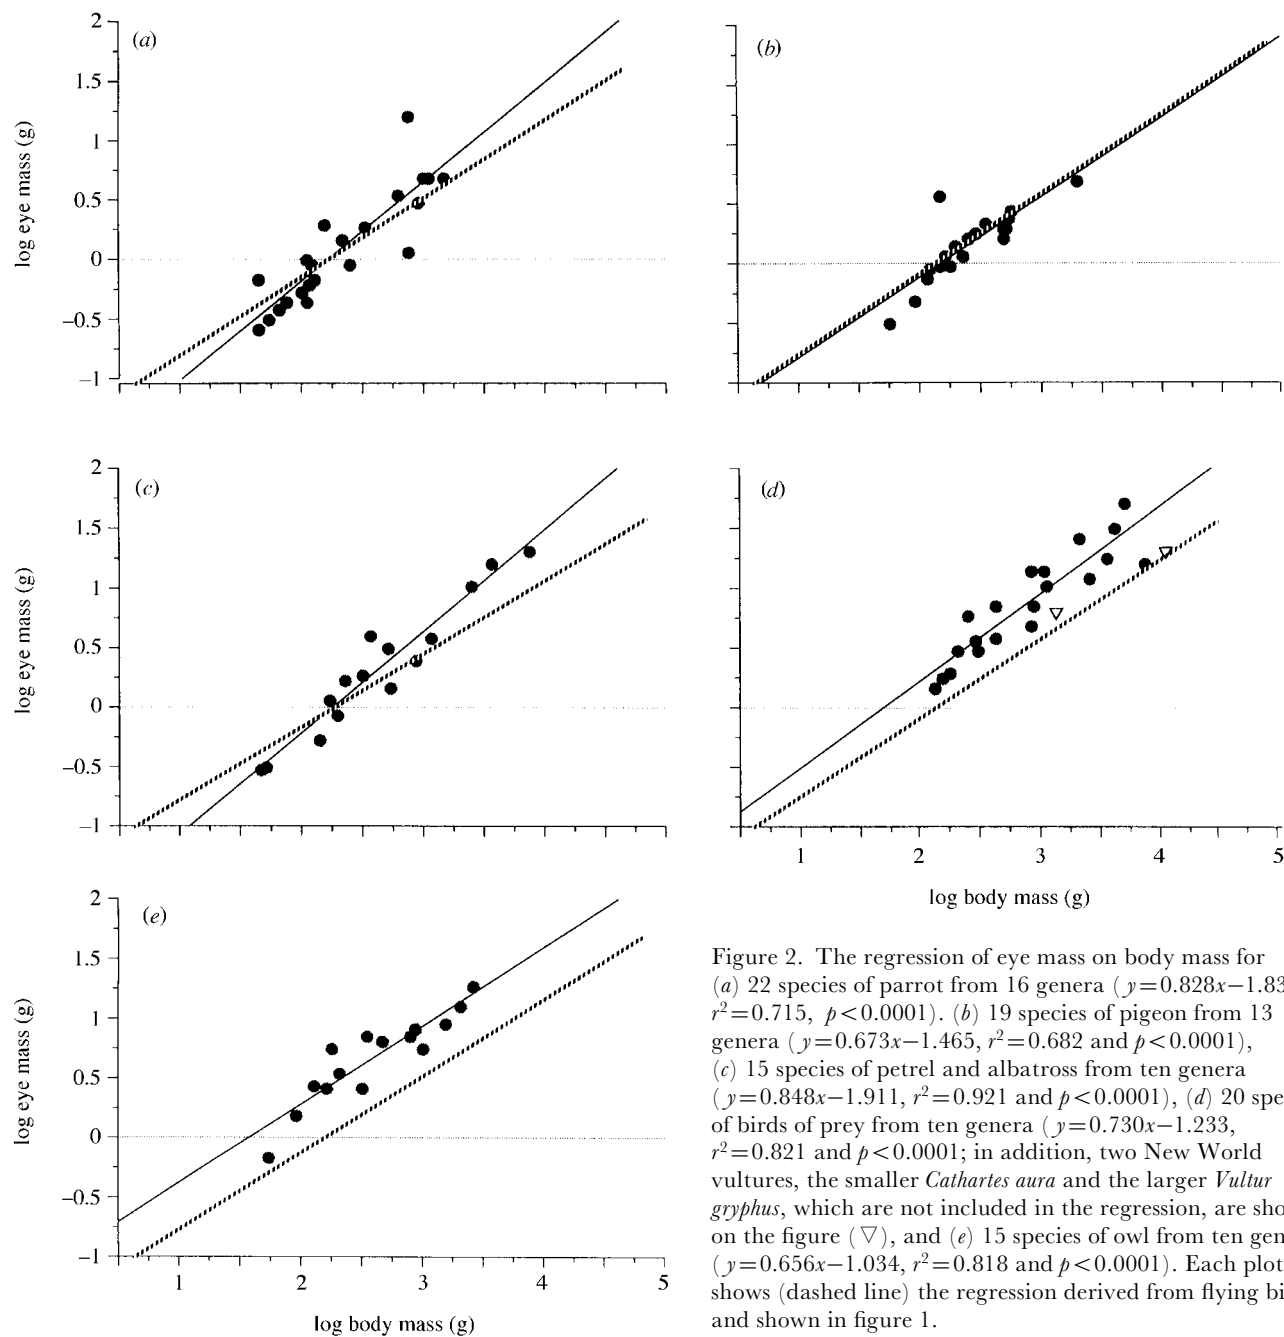 (a)
2
1.5
1
0.5
0
−0.5
−1
log eye mass (g)
(b)
(c)
2
1.5
1
0.5
0
−0.5
−1
log eye mass (g)
(d)
1 2 3 4 5
log body mass (g)
(e)
2
1.5
1
0.5
0
−0.5
−1
log eye mass (g)
1 2 3 4 5
log body mass (g)
Figure 2. The regression of eye mass on body mass for
(a) 22 species of parrot from 16 genera (y=0.828x−1.83
r²=0.715, p<0.0001). (b) 19 species of pigeon from 13
genera (y=0.673x−1.465, r²=0.682 and p<0.0001),
(c) 15 species of petrel and albatross from ten genera
(y=0.848x−1.911, r²=0.921 and p<0.0001), (d) 20 spe
of birds of prey from ten genera (y=0.730x−1.233,
r²=0.821 and p<0.0001; in addition, two New World
vultures, the smaller Cathartes aura and the larger Vultur
gryphus, which are not included in the regression, are sho
on the figure (▽), and (e) 15 species of owl from ten gen
(y=0.656x−1.034, r²=0.818 and p<0.0001). Each plot
shows (dashed line) the regression derived from flying bi
and shown in figure 1.